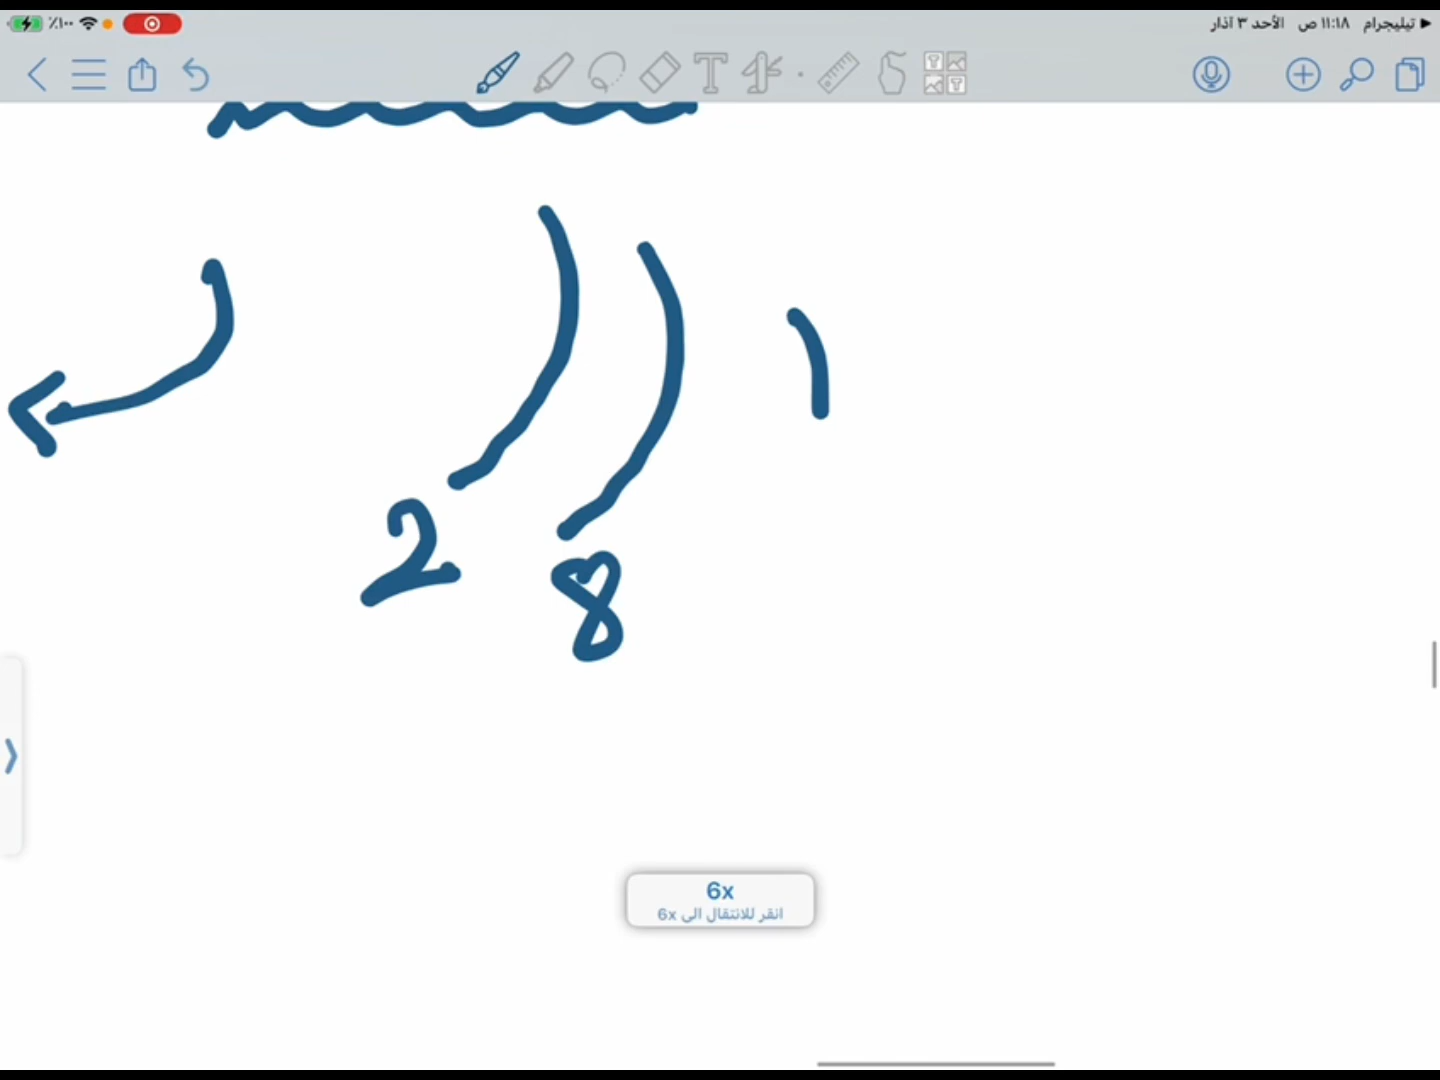 ◀ تيليجرام ١١:١٨ ص الأحد ٣ آذار ١٠٠٪
2 8
6x
انقر للانتقال الى 6x